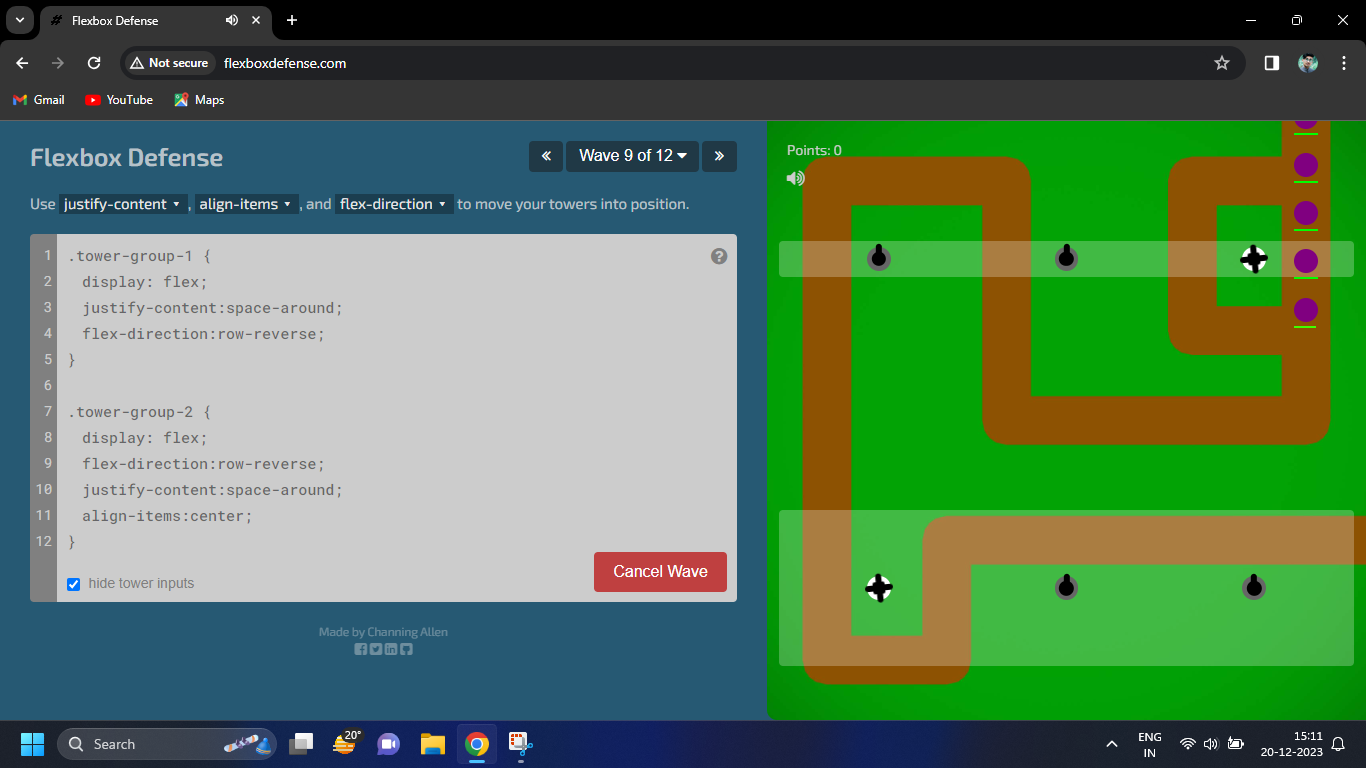 Flexbox Defense
Not secure
flexboxdefense.com
Gmail
YouTube
Maps
Flexbox Defense
« Wave 9 of 12 »
Use justify-content , align-items , and flex-direction to move your towers into position.
1 .tower-group-1 {
2 display: flex;
3 justify-content:space-around;
4 flex-direction:row-reverse;
5 }
6
7 .tower-group-2 {
8 display: flex;
9 flex-direction:row-reverse;
10 justify-content:space-around;
11 align-items:center;
12 }
?
hide tower inputs
Cancel Wave
Made by Channing Allen
Points: 0
Search
20°
ENG
IN
15:11
20-12-2023